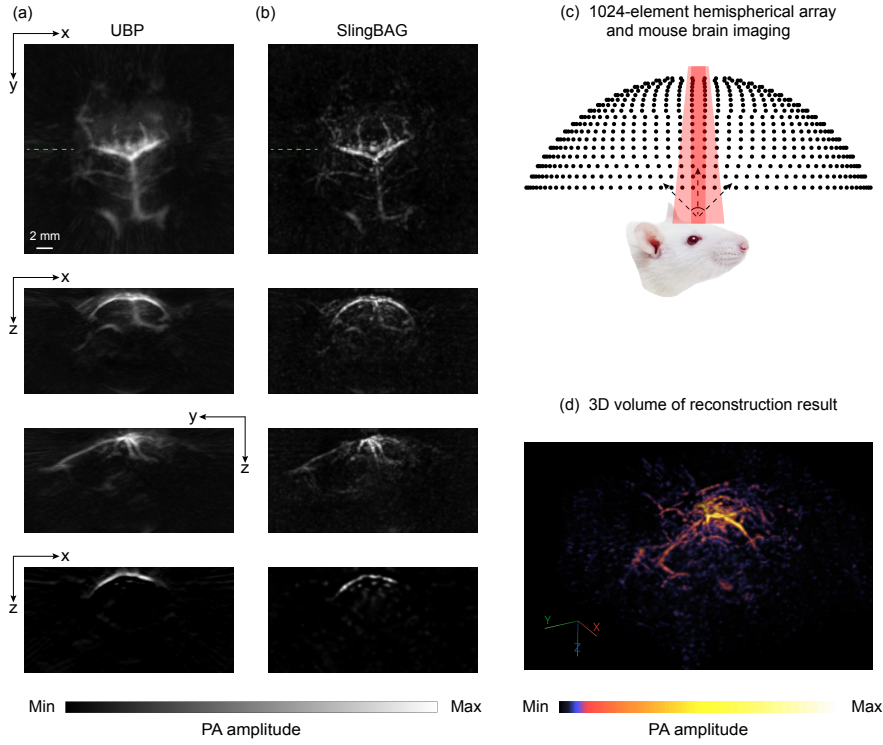 (a)
UBP
x
y
2 mm
x
z
y
z
x
z
(b)
SlingBAG
Min
Max
PA amplitude
(c) 1024-element hemispherical array
and mouse brain imaging
(d) 3D volume of reconstruction result
Y
X
Z
Min
Max
PA amplitude